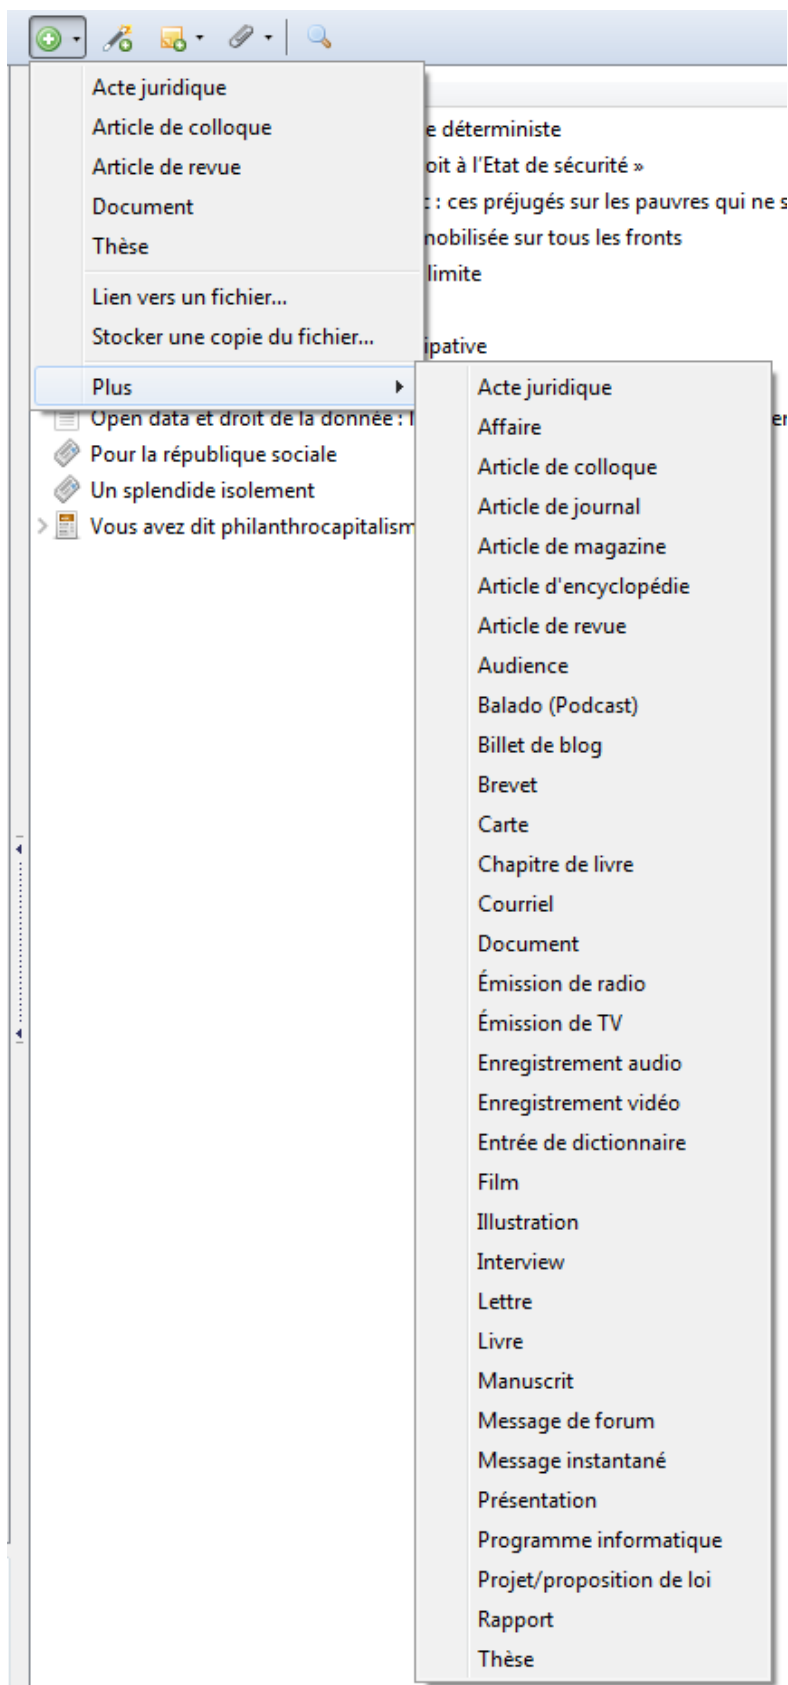 Acte juridique
Article de colloque
Article de revue
Document
Thèse
Lien vers un fichier...
Stocker une copie du fichier...
Plus
e déterministe
oit à l'Etat de sécurité »
: ces préjugés sur les pauvres qui ne s
nobilisée sur tous les fronts
limite
ipative
Open data et droit de la donnée : l
er
Pour la république sociale
Un splendide isolement
Vous avez dit philanthrocapitalism
Acte juridique
Affaire
Article de colloque
Article de journal
Article de magazine
Article d'encyclopédie
Article de revue
Audience
Balado (Podcast)
Billet de blog
Brevet
Carte
Chapitre de livre
Courriel
Document
Émission de radio
Émission de TV
Enregistrement audio
Enregistrement vidéo
Entrée de dictionnaire
Film
Illustration
Interview
Lettre
Livre
Manuscrit
Message de forum
Message instantané
Présentation
Programme informatique
Projet/proposition de loi
Rapport
Thèse